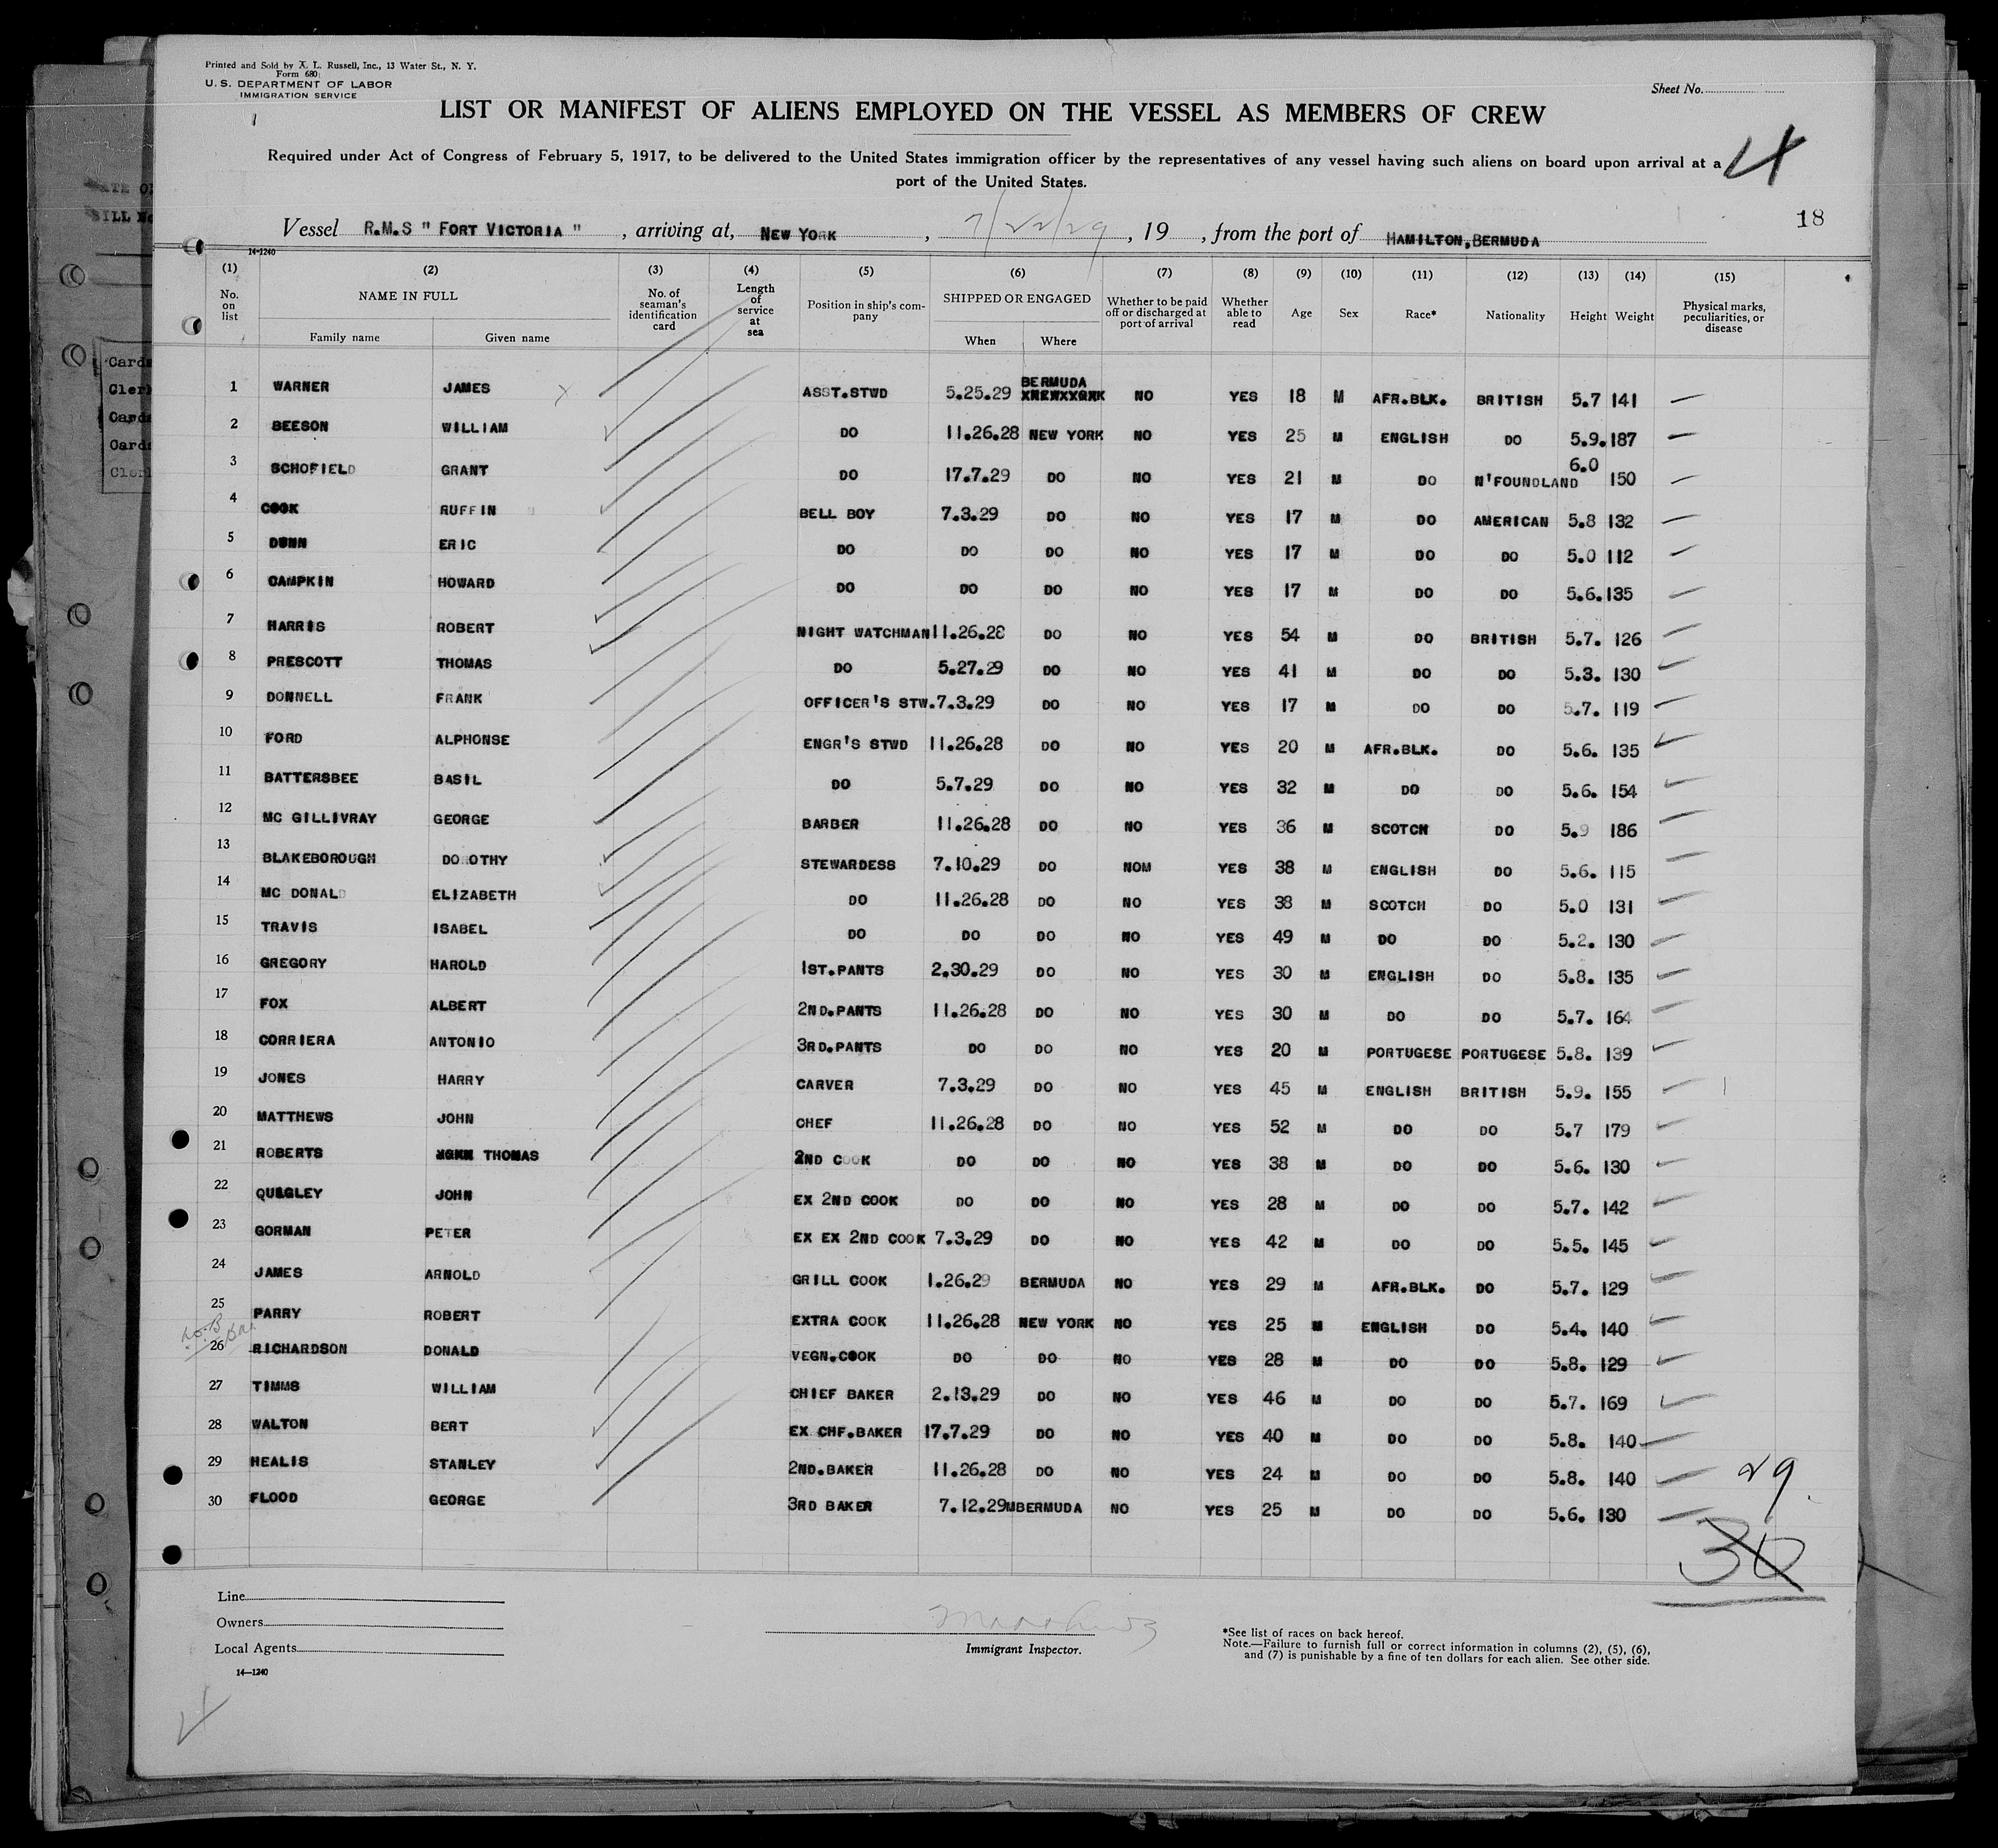 Printed and Sold by A. L. Russell, Inc., 13 Water St., N. Y.
Form 680
U. S. DEPARTMENT OF LABOR
IMMIGRATION SERVICE
Sheet No.
LIST OR MANIFEST OF ALIENS EMPLOYED ON THE VESSEL AS MEMBERS OF CREW
Required under Act of Congress of February 5, 1917, to be delivered to the United States immigration officer by the representatives of any vessel having such aliens on board upon arrival at a
port of the United States.
18
Vessel R.M.S " FORT VICTORIA " , arriving at, NEW YORK , 7/22/29 , 19 , from the port of HAMILTON,BERMUDA
14-1240
(1) (2) (3) (4) (5) (6) (7) (8) (9) (10) (11) (12) (13) (14) (15)
No. on list NAME IN FULL Family name Given name No. of seaman's identification card Length of service at sea Position in ship's company SHIPPED OR ENGAGED When Where Whether to be paid off or discharged at port of arrival Whether able to read Age Sex Race* Nationality Height Weight Physical marks, peculiarities, or disease
1 WARNER JAMES ASST.STWD 5.25.29 BERMUDA NO YES 18 M AFR.BLK. BRITISH 5.7 141
2 BEESON WILLIAM DO 11.26.28 NEW YORK NO YES 25 M ENGLISH DO 5.9. 187
3 SCHOFIELD GRANT DO 17.7.29 DO NO YES 21 M DO N'FOUNDLAND 6.0 150
4 COOK RUFFIN BELL BOY 7.3.29 DO NO YES 17 M DO AMERICAN 5.8 132
5 DUNN ERIC DO DO DO NO YES 17 M DO DO 5.0 112
6 CAMPKIN HOWARD DO DO DO NO YES 17 M DO DO 5.6. 135
7 HARRIS ROBERT NIGHT WATCHMAN 11.26.28 DO NO YES 54 M DO BRITISH 5.7. 126
8 PRESCOTT THOMAS DO 5.27.29 DO NO YES 41 M DO DO 5.3. 130
9 DONNELL FRANK OFFICER'S STW. 7.3.29 DO NO YES 17 M DO DO 5.7. 119
10 FORD ALPHONSE ENGR'S STWD 11.26.28 DO NO YES 20 M AFR.BLK. DO 5.6. 135
11 BATTERSBEE BASIL DO 5.7.29 DO NO YES 32 M DO DO 5.6. 154
12 MC GILLIVRAY GEORGE BARBER 11.26.28 DO NO YES 36 M SCOTCH DO 5.9 186
13 BLAKEBOROUGH DOROTHY STEWARDESS 7.10.29 DO NOM YES 38 M ENGLISH DO 5.6. 115
14 MC DONALD ELIZABETH DO 11.26.28 DO NO YES 38 M SCOTCH DO 5.0 131
15 TRAVIS ISABEL DO DO DO NO YES 49 M DO DO 5.2. 130
16 GREGORY HAROLD 1ST.PANTS 2.30.29 DO NO YES 30 M ENGLISH DO 5.8. 135
17 FOX ALBERT 2ND.PANTS 11.26.28 DO NO YES 30 M DO DO 5.7. 164
18 CORRIERA ANTONIO 3RD.PANTS DO DO NO YES 20 M PORTUGESE PORTUGESE 5.8. 139
19 JONES HARRY CARVER 7.3.29 DO NO YES 45 M ENGLISH BRITISH 5.9. 155
20 MATTHEWS JOHN CHEF 11.26.28 DO NO YES 52 M DO DO 5.7 179
21 ROBERTS THOMAS 2ND COOK DO DO NO YES 38 M DO DO 5.6. 130
22 QUIGLEY JOHN EX 2ND COOK DO DO NO YES 28 M DO DO 5.7. 142
23 GORMAN PETER EX EX 2ND COOK 7.3.29 DO NO YES 42 M DO DO 5.5. 145
24 JAMES ARNOLD GRILL COOK 1.26.29 BERMUDA NO YES 29 M AFR.BLK. DO 5.7. 129
25 PARRY ROBERT EXTRA COOK 11.26.28 NEW YORK NO YES 25 M ENGLISH DO 5.4. 140
26 RICHARDSON DONALD VEGN.COOK DO DO NO YES 28 M DO DO 5.8. 129
27 TIMMS WILLIAM CHIEF BAKER 2.13.29 DO NO YES 46 M DO DO 5.7. 169
28 WALTON BERT EX CHF.BAKER 17.7.29 DO NO YES 40 M DO DO 5.8. 140
29 HEALIS STANLEY 2ND.BAKER 11.26.28 DO NO YES 24 M DO DO 5.8. 140
30 FLOOD GEORGE 3RD BAKER 7.12.29MBERMUDA NO YES 25 M DO DO 5.6. 130
29
30
Line
Owners
Local Agents
14—1240
Immigrant Inspector.
*See list of races on back hereof.
Note.—Failure to furnish full or correct information in columns (2), (5), (6),
and (7) is punishable by a fine of ten dollars for each alien. See other side.